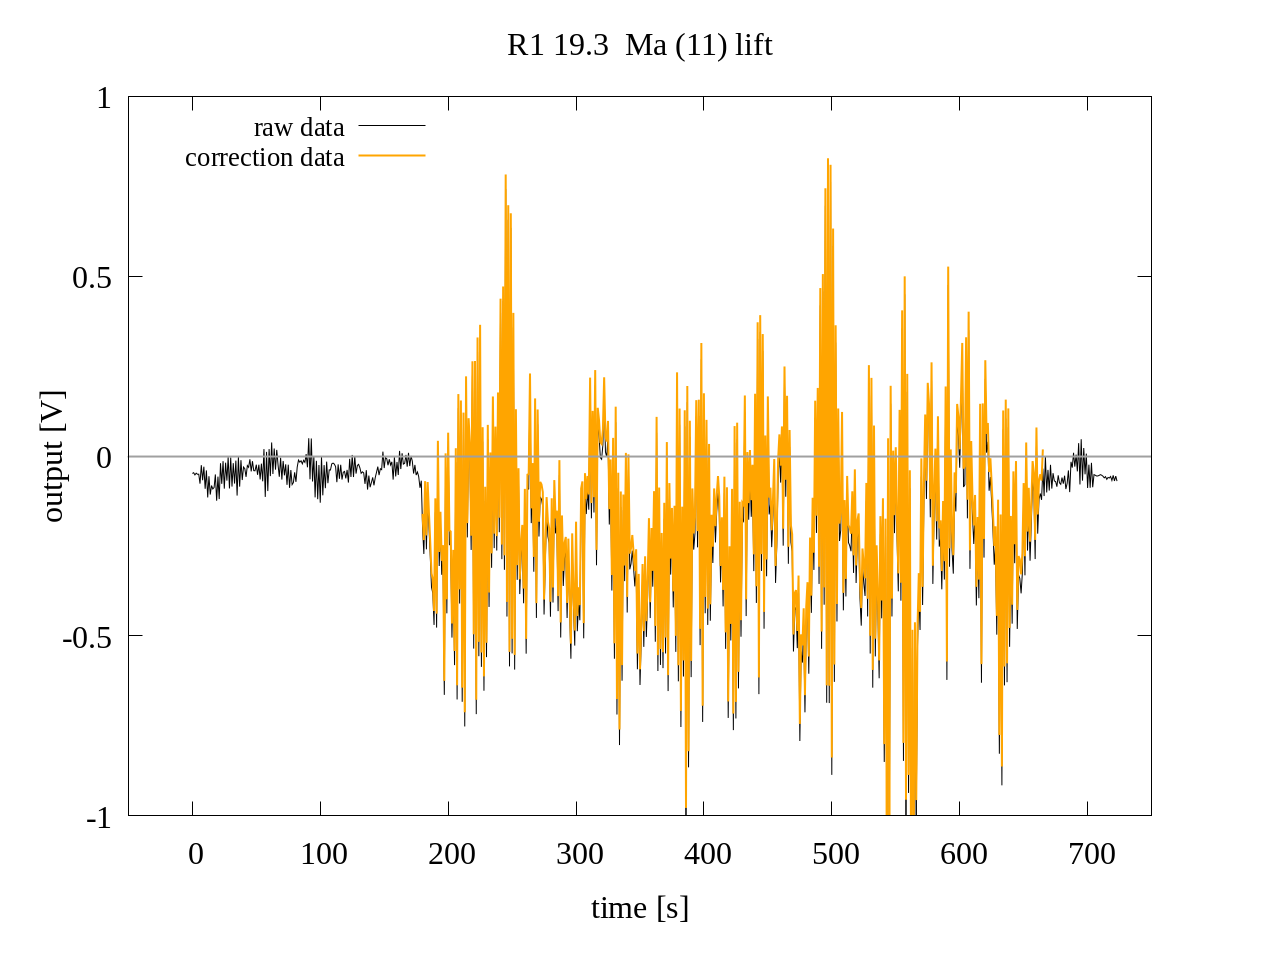 R1 19.3  Ma (11) lift
raw data
correction data
output [V]
1
0.5
0
-0.5
-1
0 100 200 300 400 500 600 700
time [s]